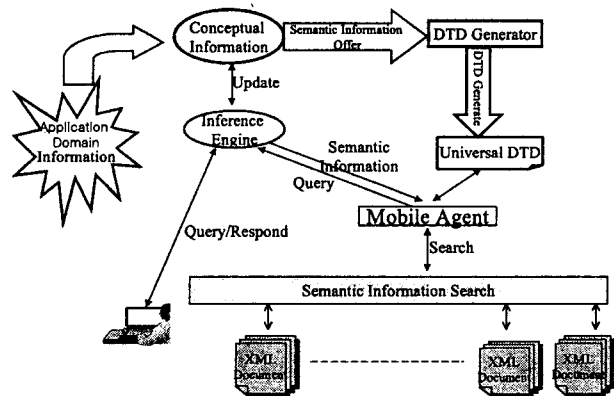 Conceptual
Information
Semantic Information
Offer
DTD Generator
Update
DTD Generate
Application
Domain
Information
Inference
Engine
Semantic
Information
Query
Universal DTD
Mobile Agent
Query/Respond
Search
Semantic Information Search
XML
Document
XML
Document
XML
Document